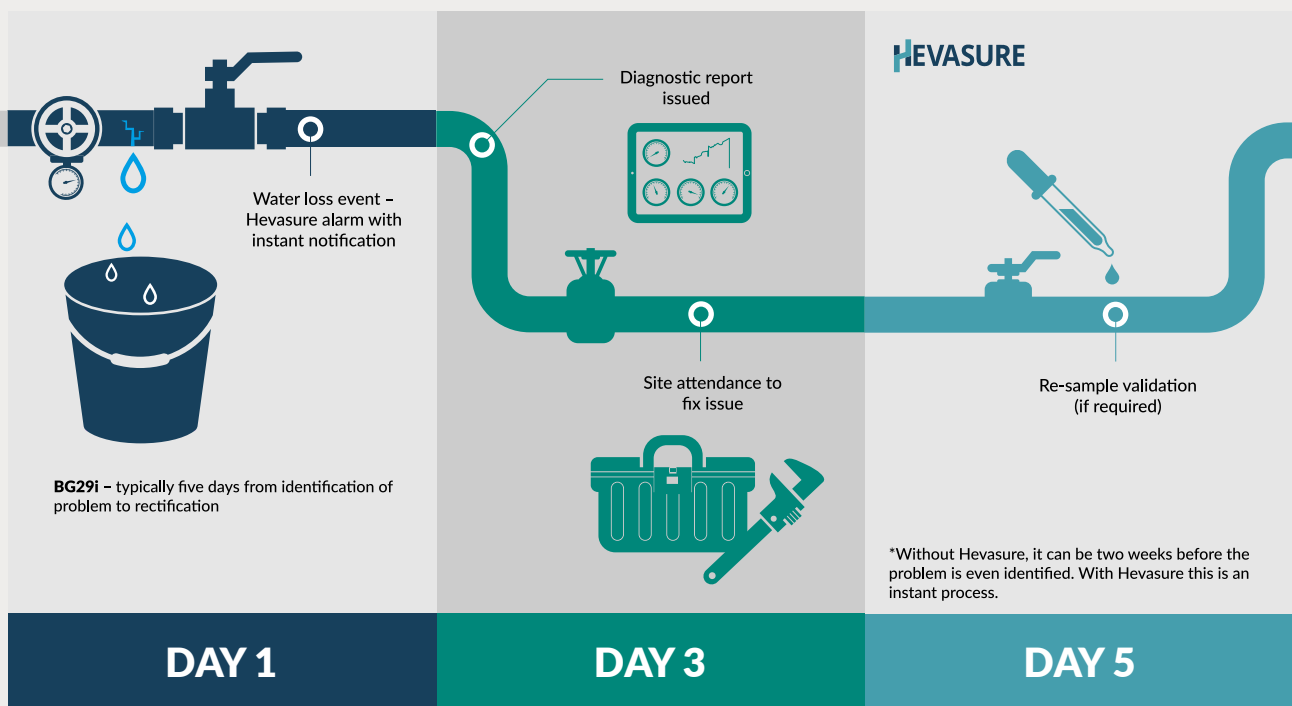 HEVASURE
Diagnostic report
issued
Water loss event –
Hevasure alarm with
instant notification
Site attendance to
fix issue
Re-sample validation
(if required)
BG29i – typically five days from identification of
problem to rectification
*Without Hevasure, it can be two weeks before the
problem is even identified. With Hevasure this is an
instant process.
DAY 1
DAY 3
DAY 5